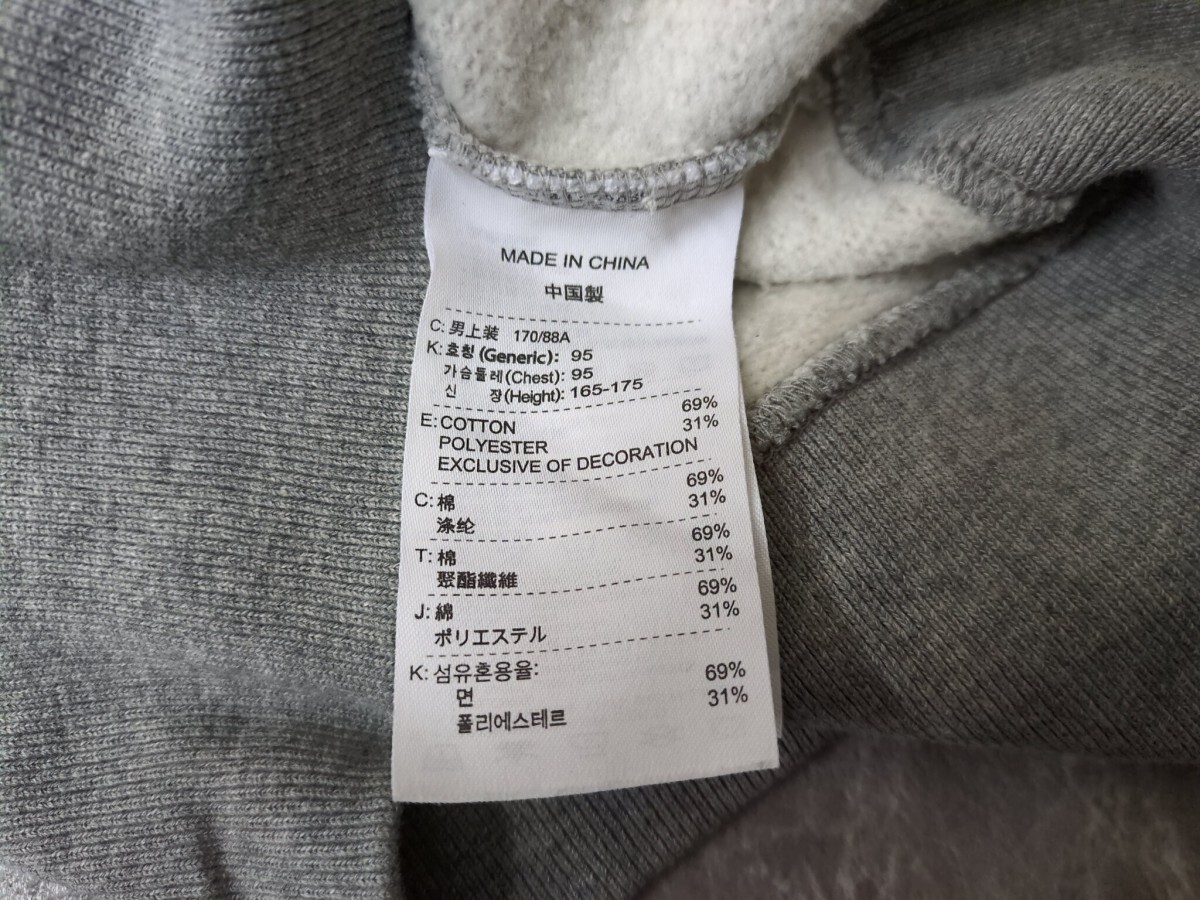 MADE IN CHINA
中国製
C: 男上装 170/88A
K: 호칭 (Generic): 95
가슴둘레(Chest): 95
신 장(Height): 165-175
E: COTTON 69%
POLYESTER 31%
EXCLUSIVE OF DECORATION
C: 棉 69%
涤纶 31%
T: 棉 69%
聚酯纖維 31%
J: 綿 69%
ポリエステル 31%
K: 섬유혼용율:
면 69%
폴리에스테르 31%